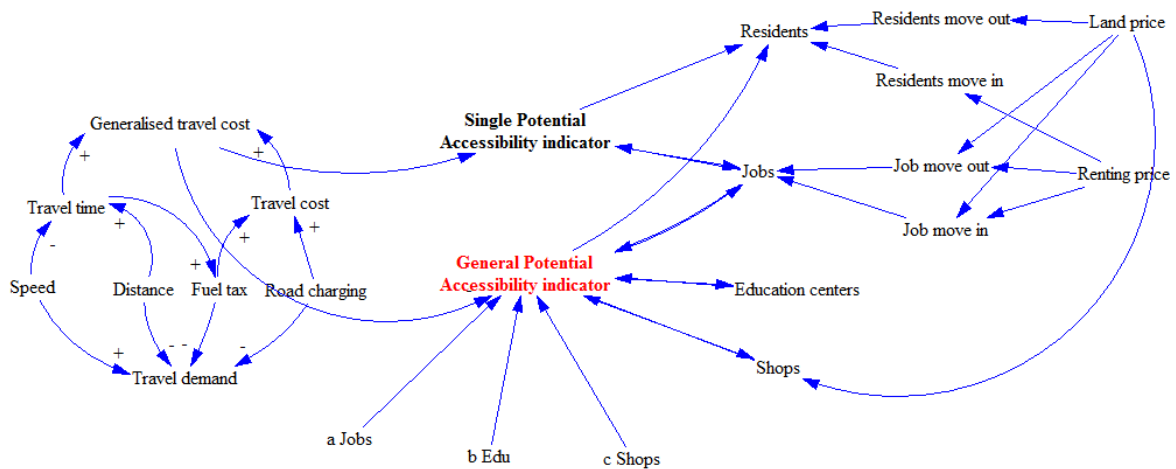 Residents move out
Land price
Residents
Residents move in
Generalised travel cost
Single Potential
Accessibility indicator
+
+
Job move out
Jobs
Renting price
Travel time
Travel cost
+
+
Job move in
-
+
+
General Potential
Accessibility indicator
Speed
Distance
Fuel tax
Road charging
Education centers
-
+
- -
-
Travel demand
Shops
a Jobs
b Edu
c Shops